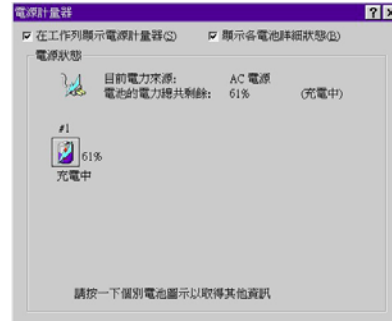 電源計量器
在工作列顯示電源計量器(S) 顯示各電池詳細狀態(B)
電源狀態
目前電力來源: AC 電源
電池的電力總共剩餘: 61% (充電中)
#1
61%
充電中
請按一下個別電池圖示以取得其他資訊